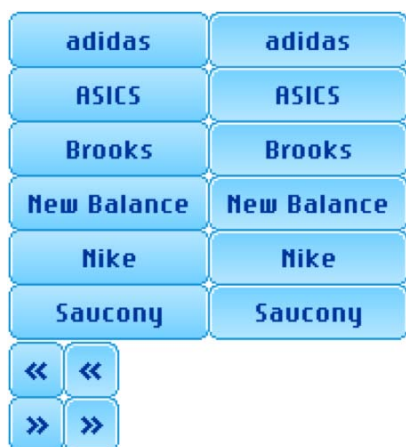 adidas adidas
ASICS ASICS
Brooks Brooks
New Balance New Balance
Nike Nike
Saucony Saucony
« «
» »